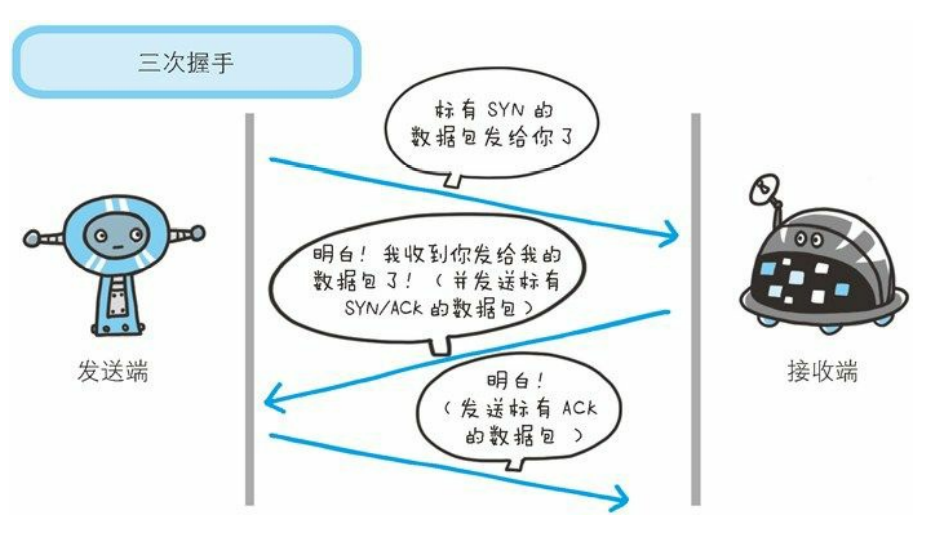 三次握手
标有 SYN 的
数据包发给你了
明白！我收到你发给我的
数据包了！（并发送标有
SYN/ACK 的数据包）
发送端
接收端
明白！
（发送标有 ACK
的数据包 ）